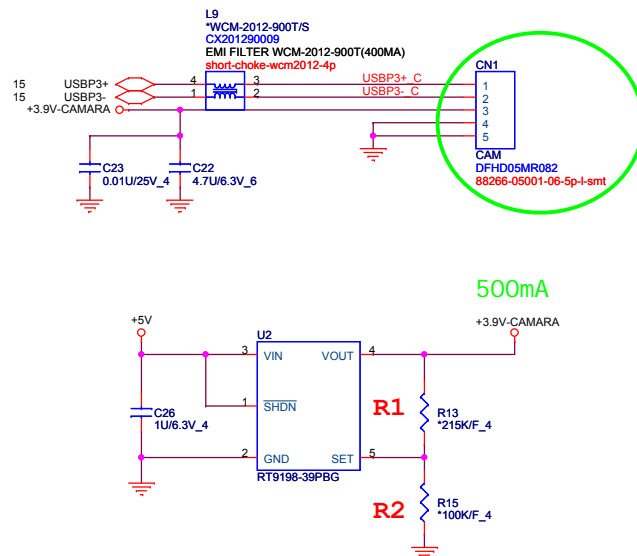 L9
*WCM-2012-900T/S
CX201290009
EMI FILTER WCM-2012-900T(400MA)
short-choke-wcm2012-4p
CN1
15 USBP3+ 4 3 USBP3+_C 1
15 USBP3- 1 2 USBP3-_C 2
+3.9V-CAMARA 3
4
5
CAM
DFHD05MR082
88266-05001-06-5p-l-smt
C23
0.01U/25V_4
C22
4.7U/6.3V_6
500mA
+5V
+3.9V-CAMARA
U2
3 VIN VOUT 4
C26
1U/6.3V_4
1 SHDN
R1
R13
*215K/F_4
2 GND SET 5
RT9198-39PBG
R2
R15
*100K/F_4